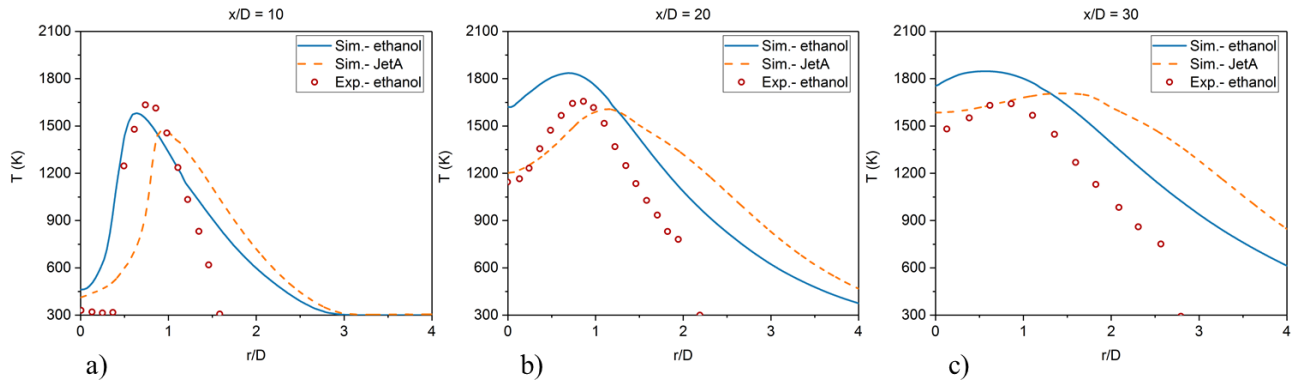 x/D = 10
2100
1800
1500
1200
900
600
300
T (K)
Sim.- ethanol
Sim.- JetA
Exp.- ethanol
0 1 2 3 4
r/D
a)
x/D = 20
2100
1800
1500
1200
900
600
300
T (K)
Sim.- ethanol
Sim.- JetA
Exp.- ethanol
0 1 2 3 4
r/D
b)
x/D = 30
2100
1800
1500
1200
900
600
300
T (K)
Sim.- ethanol
Sim.- JetA
Exp.- ethanol
0 1 2 3 4
r/D
c)